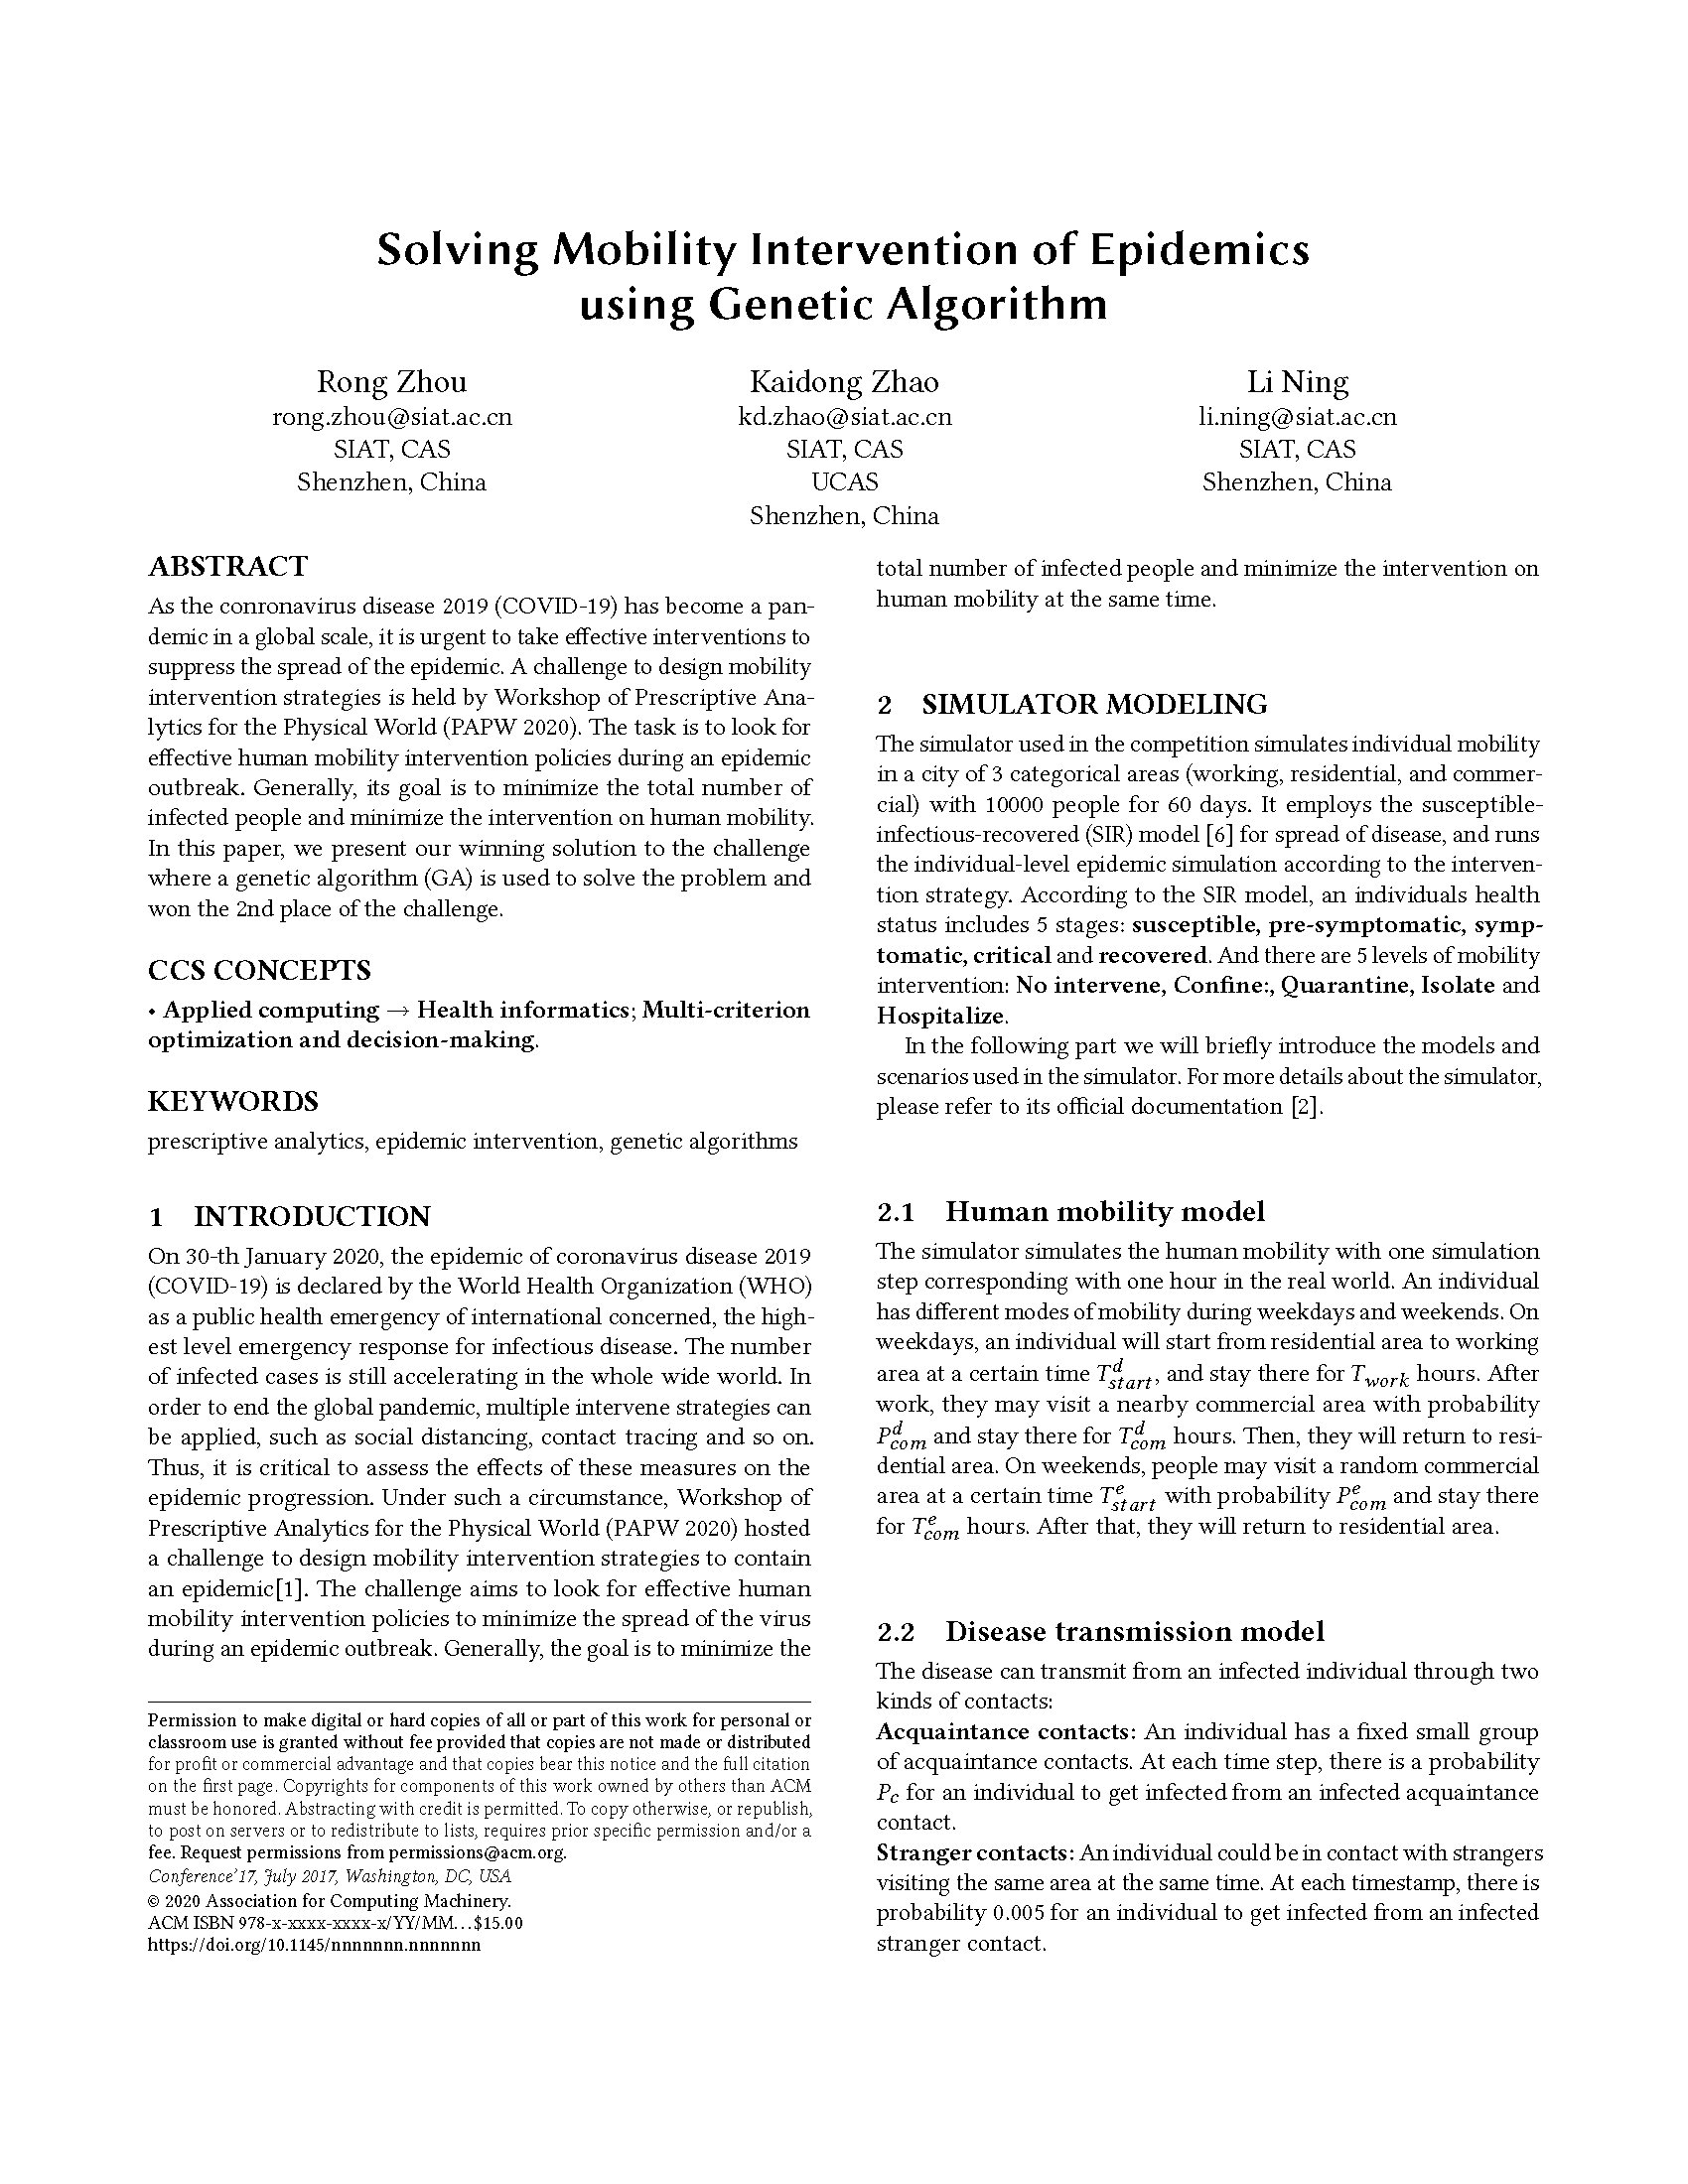 Solving Mobility Intervention of Epidemics
using Genetic Algorithm
Rong Zhou
rong.zhou@siat.ac.cn
SIAT, CAS
Shenzhen, China
Kaidong Zhao
kd.zhao@siat.ac.cn
SIAT, CAS
UCAS
Shenzhen, China
Li Ning
li.ning@siat.ac.cn
SIAT, CAS
Shenzhen, China
ABSTRACT
As the conronavirus disease 2019 (COVID-19) has become a pan-
demic in a global scale, it is urgent to take effective interventions to
suppress the spread of the epidemic. A challenge to design mobility
intervention strategies is held by Workshop of Prescriptive Ana-
lytics for the Physical World (PAPW 2020). The task is to look for
effective human mobility intervention policies during an epidemic
outbreak. Generally, its goal is to minimize the total number of
infected people and minimize the intervention on human mobility.
In this paper, we present our winning solution to the challenge
where a genetic algorithm (GA) is used to solve the problem and
won the 2nd place of the challenge.
CCS CONCEPTS
• Applied computing → Health informatics; Multi-criterion
optimization and decision-making.
KEYWORDS
prescriptive analytics, epidemic intervention, genetic algorithms
1 INTRODUCTION
On 30-th January 2020, the epidemic of coronavirus disease 2019
(COVID-19) is declared by the World Health Organization (WHO)
as a public health emergency of international concerned, the high-
est level emergency response for infectious disease. The number
of infected cases is still accelerating in the whole wide world. In
order to end the global pandemic, multiple intervene strategies can
be applied, such as social distancing, contact tracing and so on.
Thus, it is critical to assess the effects of these measures on the
epidemic progression. Under such a circumstance, Workshop of
Prescriptive Analytics for the Physical World (PAPW 2020) hosted
a challenge to design mobility intervention strategies to contain
an epidemic[1]. The challenge aims to look for effective human
mobility intervention policies to minimize the spread of the virus
during an epidemic outbreak. Generally, the goal is to minimize the
Permission to make digital or hard copies of all or part of this work for personal or
classroom use is granted without fee provided that copies are not made or distributed
for profit or commercial advantage and that copies bear this notice and the full citation
on the first page. Copyrights for components of this work owned by others than ACM
must be honored. Abstracting with credit is permitted. To copy otherwise, or republish,
to post on servers or to redistribute to lists, requires prior specific permission and/or a
fee. Request permissions from permissions@acm.org.
Conference'17, July 2017, Washington, DC, USA
© 2020 Association for Computing Machinery.
ACM ISBN 978-x-xxxx-xxxx-x/YY/MM...$15.00
https://doi.org/10.1145/nnnnnnn.nnnnnnn
total number of infected people and minimize the intervention on
human mobility at the same time.
2 SIMULATOR MODELING
The simulator used in the competition simulates individual mobility
in a city of 3 categorical areas (working, residential, and commer-
cial) with 10000 people for 60 days. It employs the susceptible-
infectious-recovered (SIR) model [6] for spread of disease, and runs
the individual-level epidemic simulation according to the interven-
tion strategy. According to the SIR model, an individuals health
status includes 5 stages: susceptible, pre-symptomatic, symp-
tomatic, critical and recovered. And there are 5 levels of mobility
intervention: No intervene, Confine:, Quarantine, Isolate and
Hospitalize.
In the following part we will briefly introduce the models and
scenarios used in the simulator. For more details about the simulator,
please refer to its official documentation [2].
2.1 Human mobility model
The simulator simulates the human mobility with one simulation
step corresponding with one hour in the real world. An individual
has different modes of mobility during weekdays and weekends. On
weekdays, an individual will start from residential area to working
area at a certain time $T^{d}_{start}$, and stay there for $T_{work}$ hours. After
work, they may visit a nearby commercial area with probability
$P^{d}_{com}$ and stay there for $T^{d}_{com}$ hours. Then, they will return to resi-
dential area. On weekends, people may visit a random commercial
area at a certain time $T^{e}_{start}$ with probability $P^{e}_{com}$ and stay there
for $T^{e}_{com}$ hours. After that, they will return to residential area.
2.2 Disease transmission model
The disease can transmit from an infected individual through two
kinds of contacts:
Acquaintance contacts: An individual has a fixed small group
of acquaintance contacts. At each time step, there is a probability
$P_c$ for an individual to get infected from an infected acquaintance
contact.
Stranger contacts: An individual could be in contact with strangers
visiting the same area at the same time. At each timestamp, there is
probability 0.005 for an individual to get infected from an infected
stranger contact.